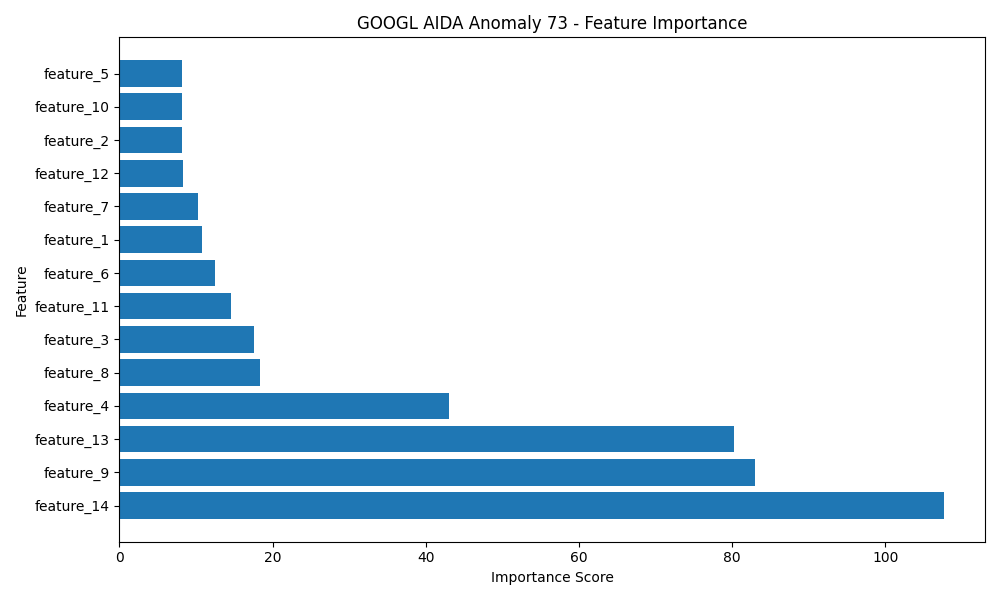 GOOGL AIDA Anomaly 73 - Feature Importance
feature_5
feature_10
feature_2
feature_12
feature_7
feature_1
feature_6
feature_11
feature_3
feature_8
feature_4
feature_13
feature_9
feature_14
Feature
0 20 40 60 80 100
Importance Score